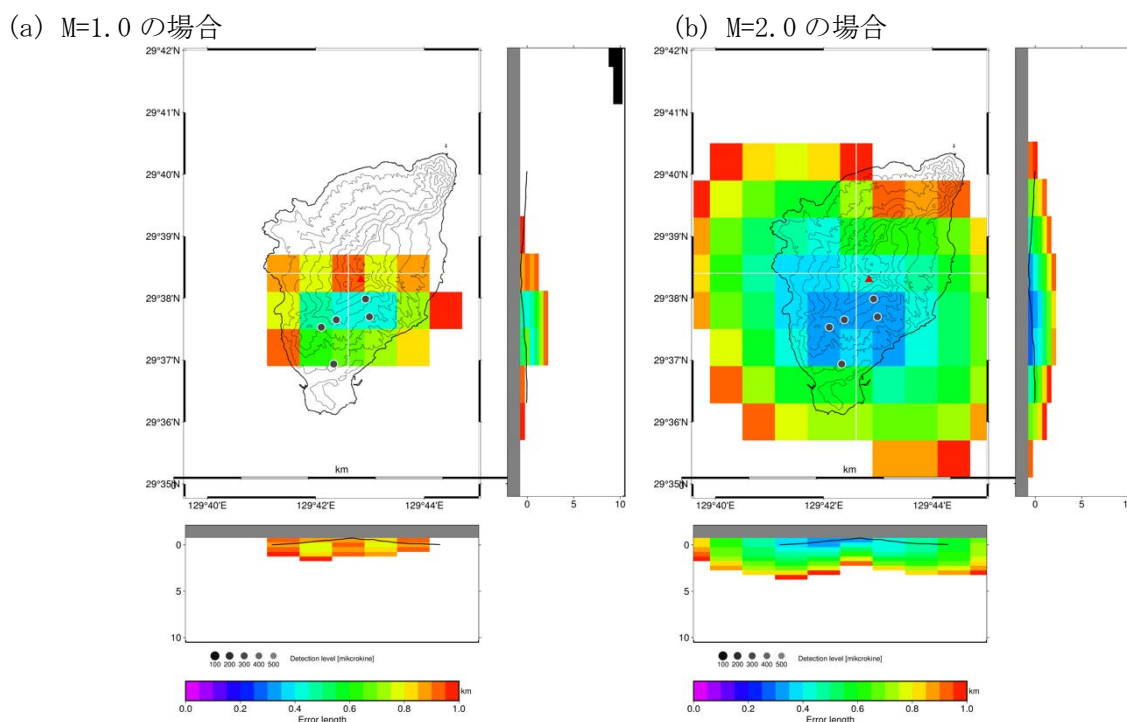 (a) M=1.0 の場合
(b) M=2.0 の場合
29°42'N
29°41'N
29°40'N
29°39'N
29°38'N
29°37'N
29°36'N
29°35'N
km
0
129°40'E
129°42'E
129°44'E
0
5
10
0
5
10
100 200 300 400 500
Detection level [mikcrokine]
0.0 0.2 0.4 0.6 0.8 1.0
km
Error length
29°42'N
29°41'N
29°40'N
29°39'N
29°38'N
29°37'N
29°36'N
29°35'N
km
0
129°40'E
129°42'E
129°44'E
0
5
1
0
5
10
100 200 300 400 500
Detection level [mikcrokine]
0.0 0.2 0.4 0.6 0.8 1.0
km
Error length